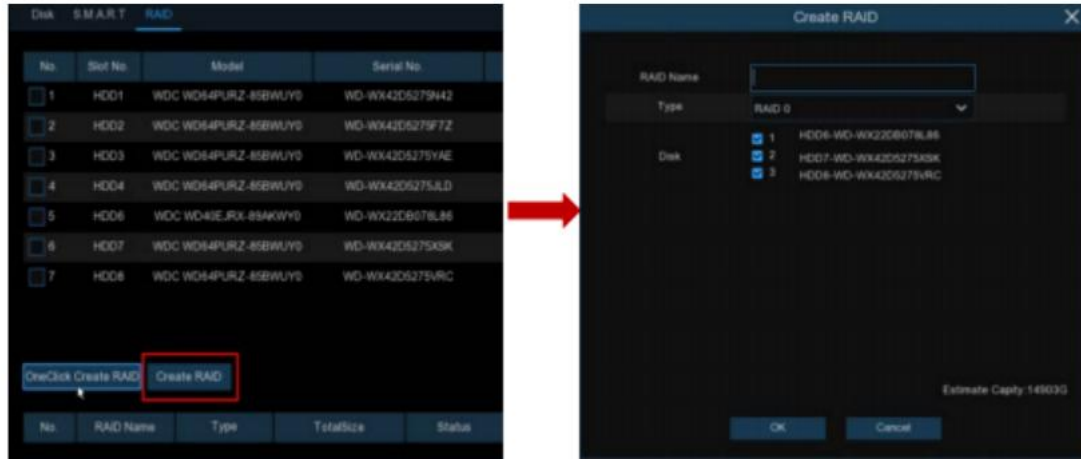 Disk S.M.A.R.T RAID
No. Slot No. Model Serial No.
1 HDD1 WDC WD64PURZ-85BWUY0 WD-WX42D5275N42
2 HDD2 WDC WD64PURZ-85BWUY0 WD-WX42D5275F7Z
3 HDD3 WDC WD64PURZ-85BWUY0 WD-WX42D5275YAE
4 HDD4 WDC WD64PURZ-85BWUY0 WD-WX42D5275JLD
5 HDD6 WDC WD40EJRX-89AKWY0 WD-WX22DB078L86
6 HDD7 WDC WD64PURZ-85BWUY0 WD-WX42D5275XSK
7 HDD8 WDC WD64PURZ-85BWUY0 WD-WX42D5275VRC
OneClick Create RAID Create RAID
No. RAID Name Type TotalSize Status
Create RAID
RAID Name
Type RAID 0
Disk
1 HDD6-WD-WX22DB078L86
2 HDD7-WD-WX42D5275XSK
3 HDD8-WD-WX42D5275VRC
Estimate Capity:14903G
OK Cancel